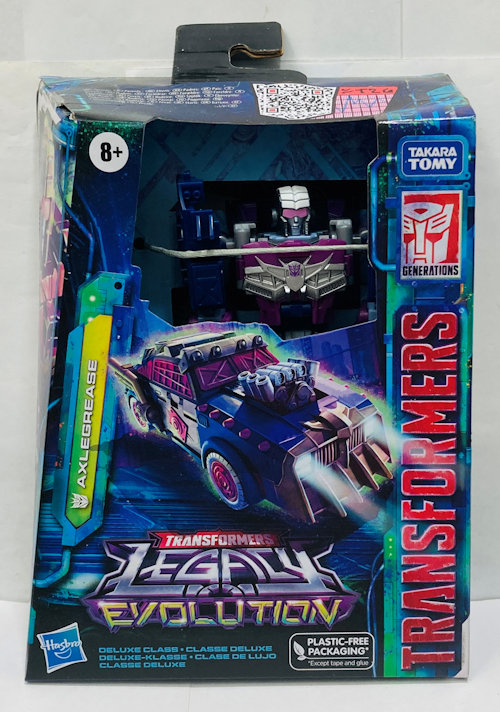 8+
TAKARA
TOMY
GENERATIONS
TRANSFORMERS
AXLEGREASE
TRANSFORMERS
LEGACY
EVOLUTION
Hasbro
DELUXE CLASS • CLASSE DELUXE
DELUXE-KLASSE • CLASE DE LUJO
CLASSE DELUXE
PLASTIC-FREE
PACKAGING*
*Except tape and glue